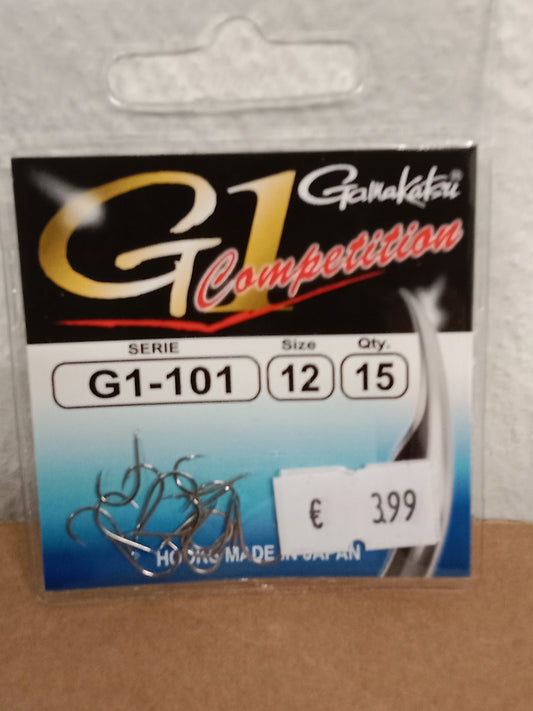 Gamakatsu®
G1
Competition
SERIE Size Qty.
G1-101 12 15
€ 3.99
HOOKS MADE IN JAPAN